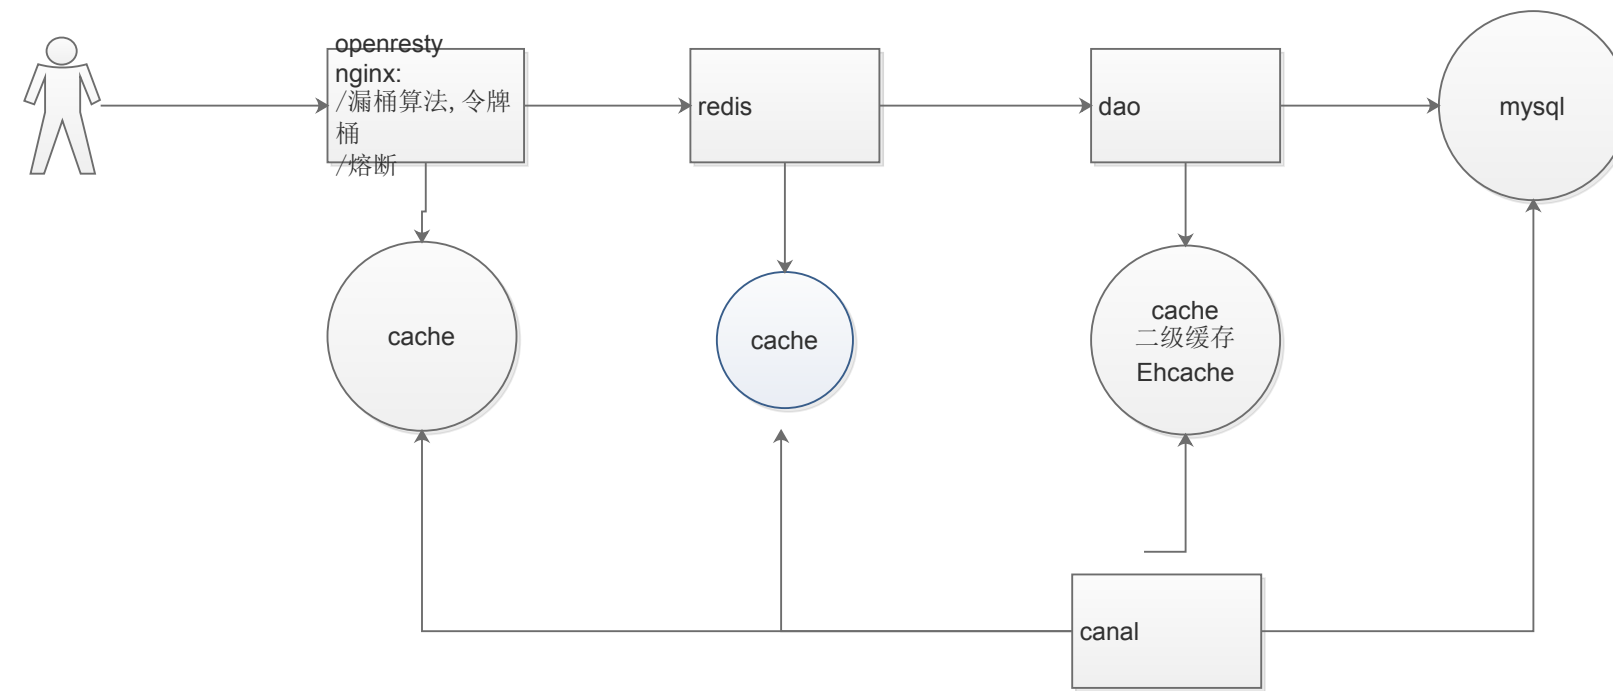 openresty
nginx:
/漏桶算法, 令牌
桶
/熔断
redis
dao
mysql
cache
cache
cache
二级缓存
Ehcache
canal